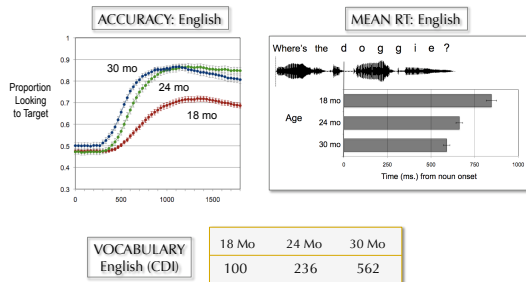 ACCURACY: English
1
0.9
0.8
0.7
0.6
0.5
0.4
0.3
Proportion
Looking
to Target
30 mo
24 mo
18 mo
0 500 1000 1500
MEAN RT: English
Where's the d o g g i e ?
Age
18 mo
24 mo
30 mo
0 250 500 750 1000
Time (ms.) from noun onset
VOCABULARY
English (CDI)
18 Mo 24 Mo 30 Mo
100 236 562